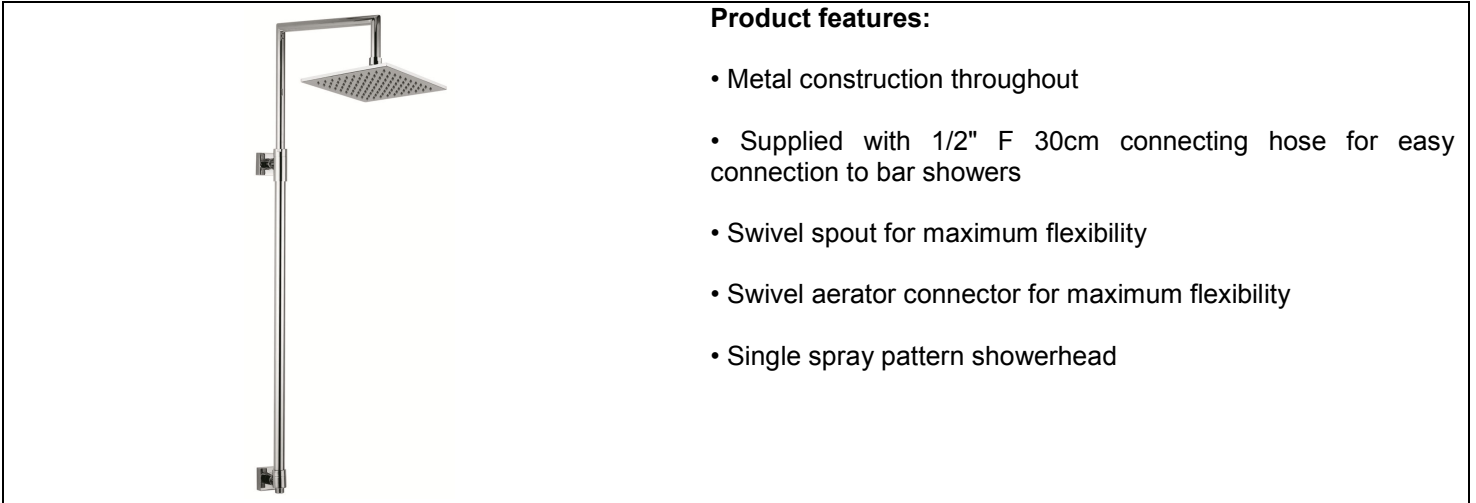 Product features:
• Metal construction throughout
• Supplied with 1/2" F 30cm connecting hose for easy
connection to bar showers
• Swivel spout for maximum flexibility
• Swivel aerator connector for maximum flexibility
• Single spray pattern showerhead